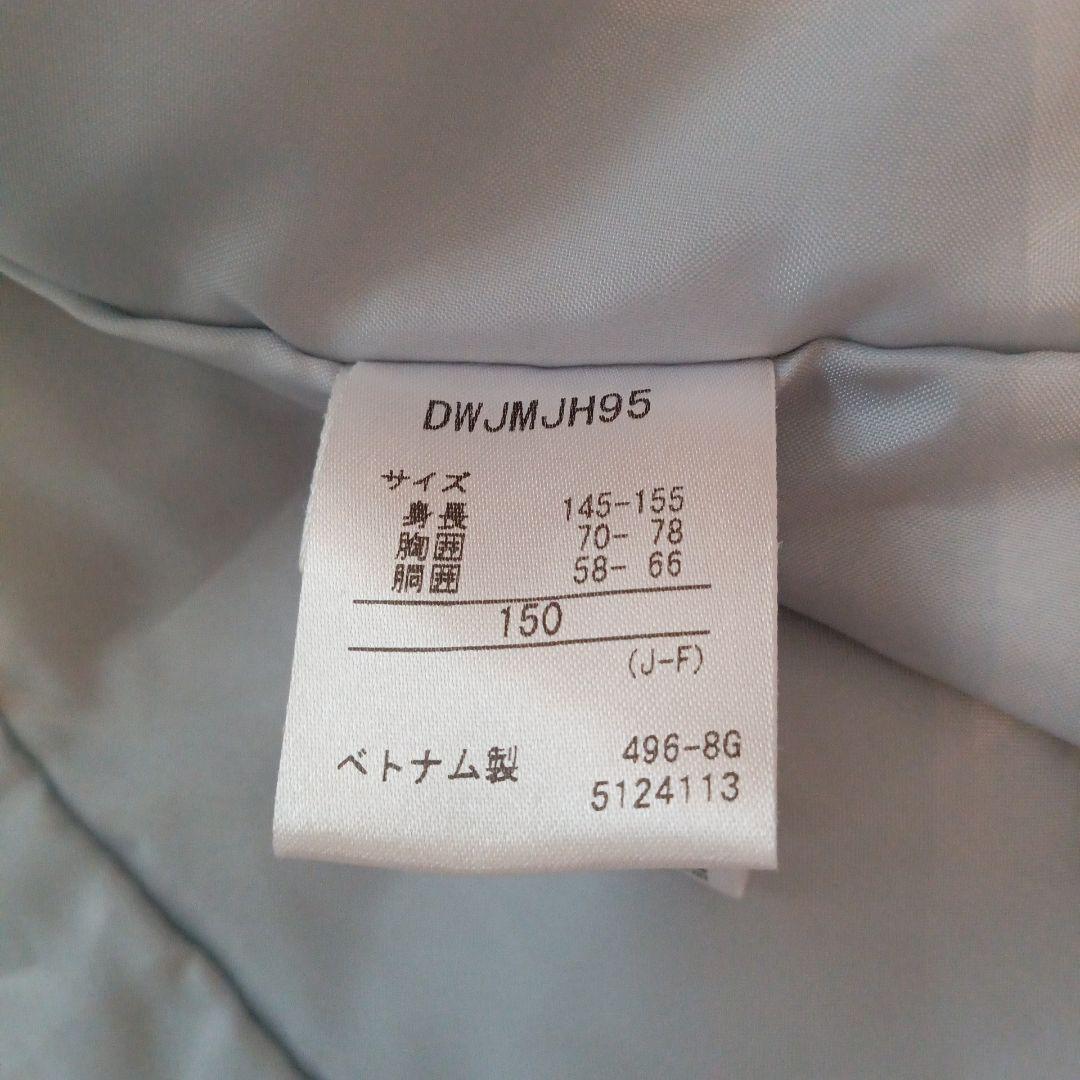 DWJMJH95
サイズ
身長 145-155
胸囲 70- 78
胴囲 58- 66
150
(J-F)
ベトナム製 496-8G
5124113